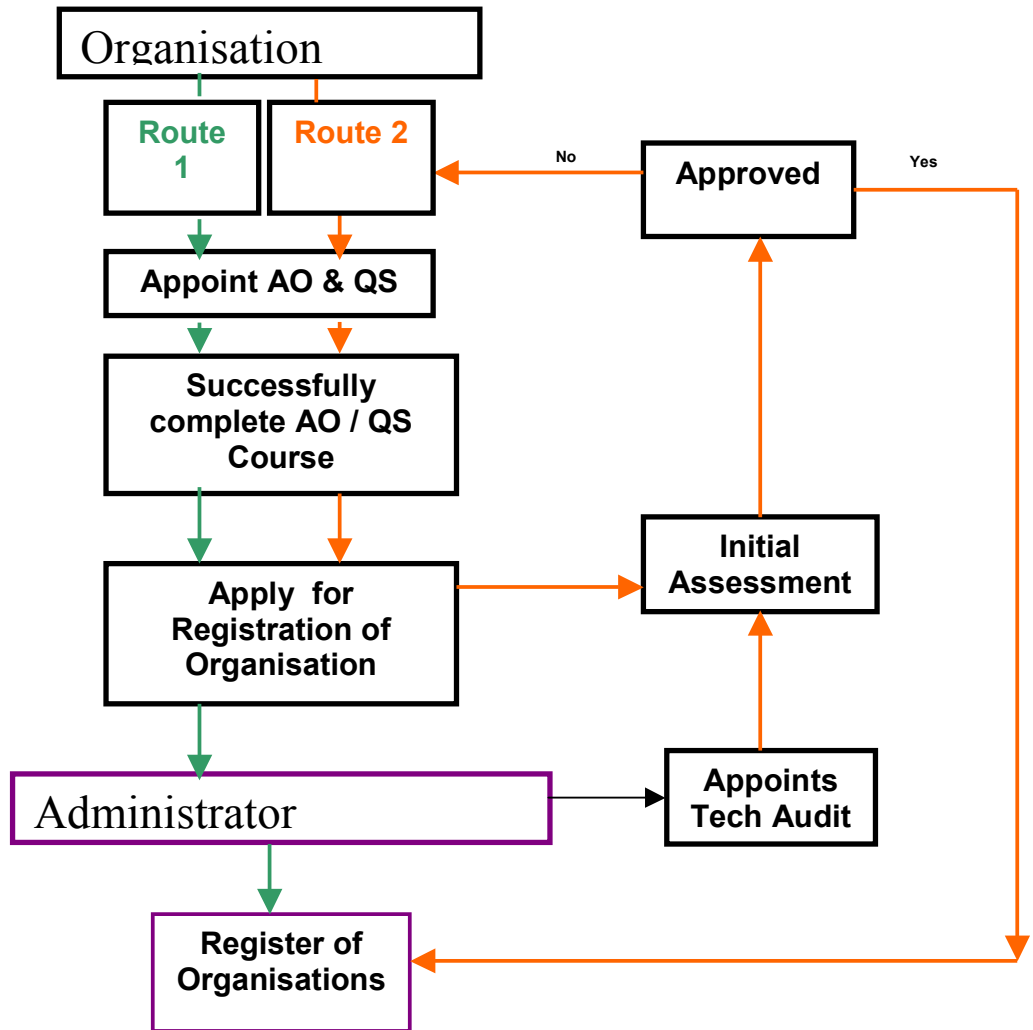 Organisation
Route
1
Route 2
No
Approved
Yes
Appoint AO & QS
Successfully
complete AO / QS
Course
Initial
Assessment
Apply for
Registration of
Organisation
Administrator
Appoints
Tech Audit
Register of
Organisations